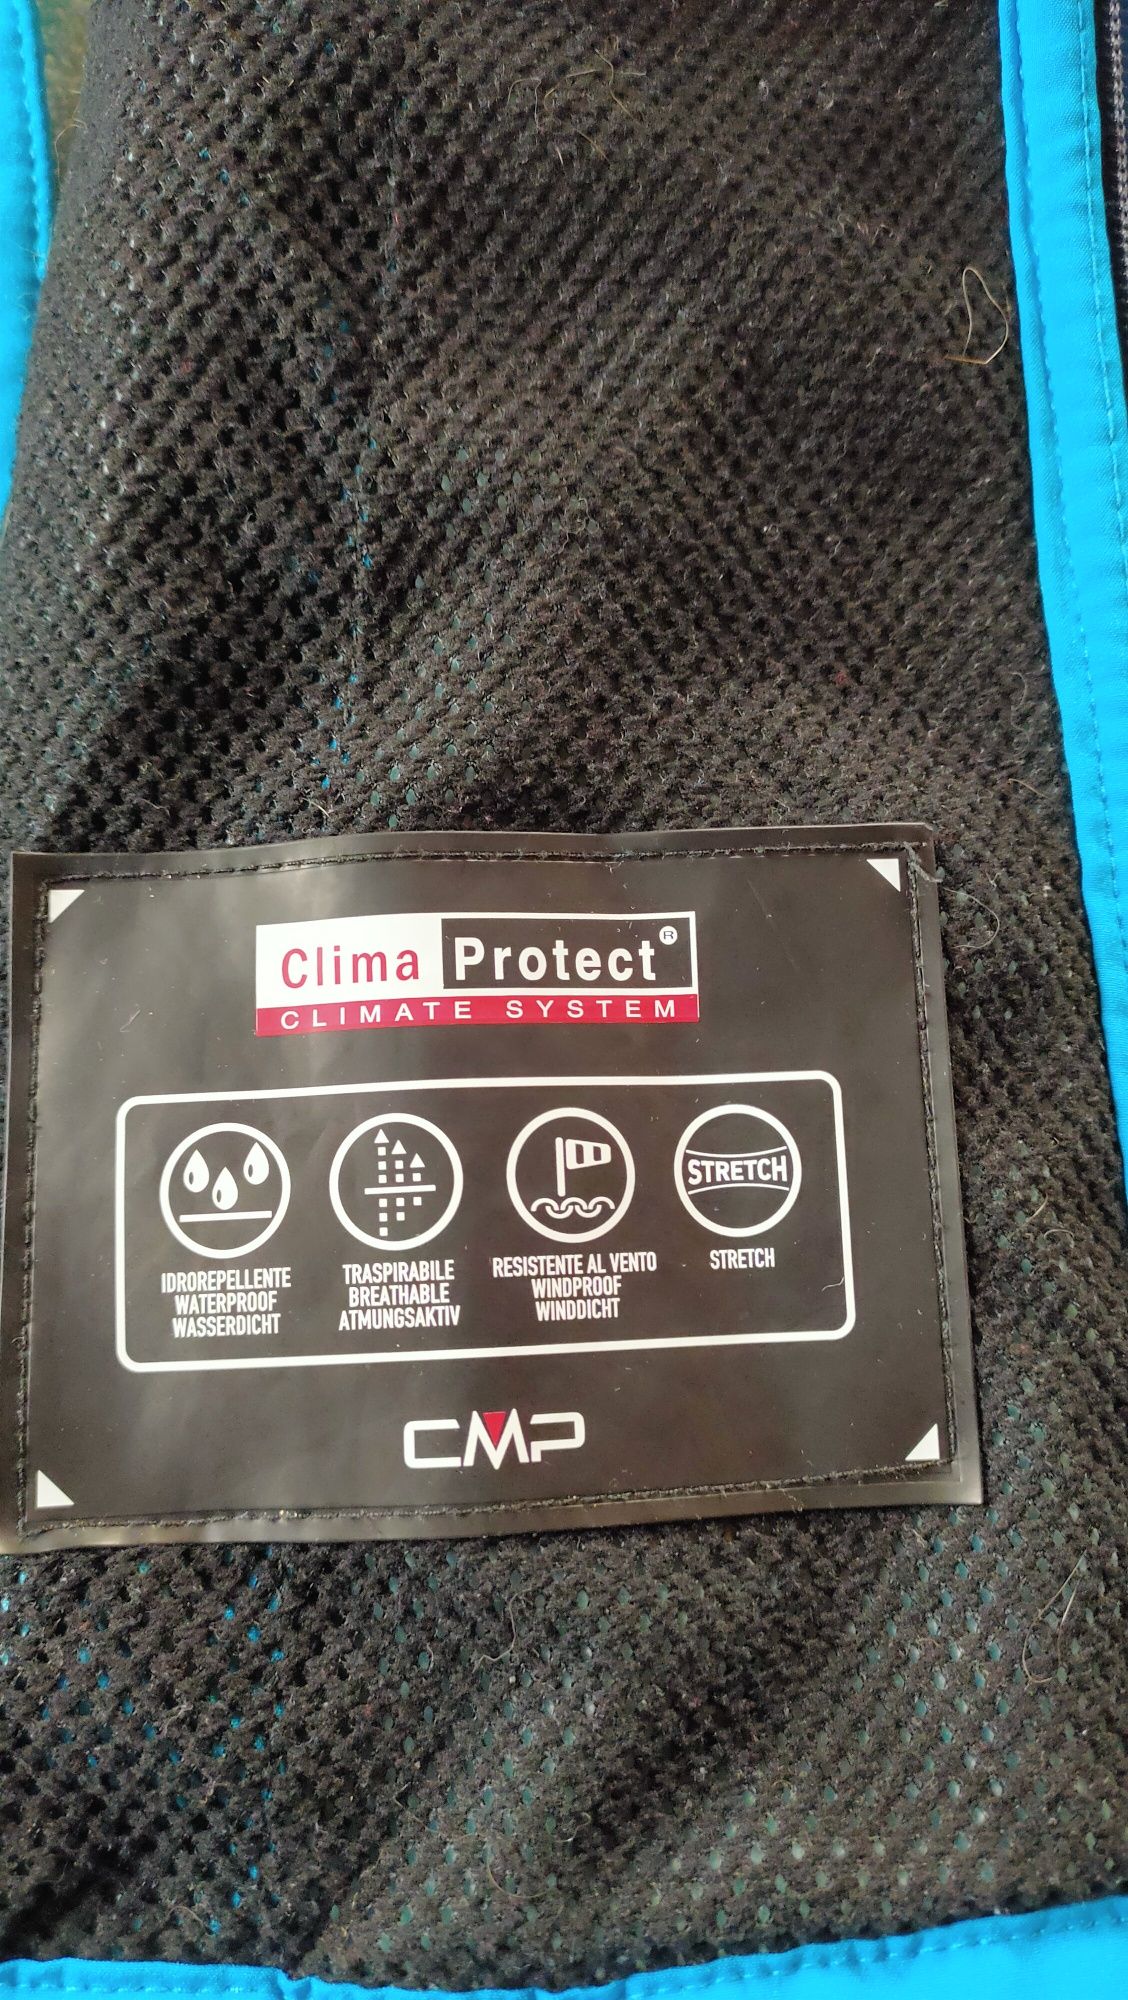 Clima Protect®
CLIMATE SYSTEM
STRETCH
IDROREPELLENTE
WATERPROOF
WASSERDICHT
TRASPIRABILE
BREATHABLE
ATMUNGSAKTIV
RESISTENTE AL VENTO
WINDPROOF
WINDDICHT
STRETCH
CMP